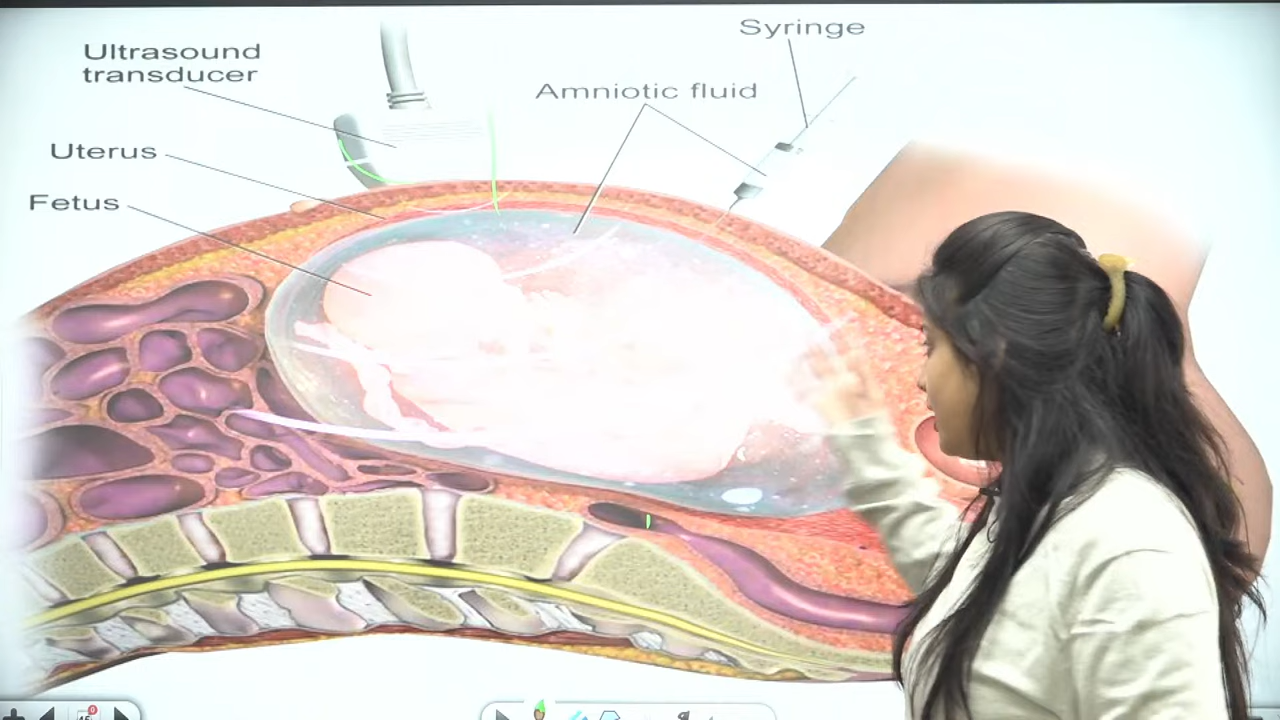 Syringe
Ultrasound
transducer
Amniotic fluid
Uterus
Fetus